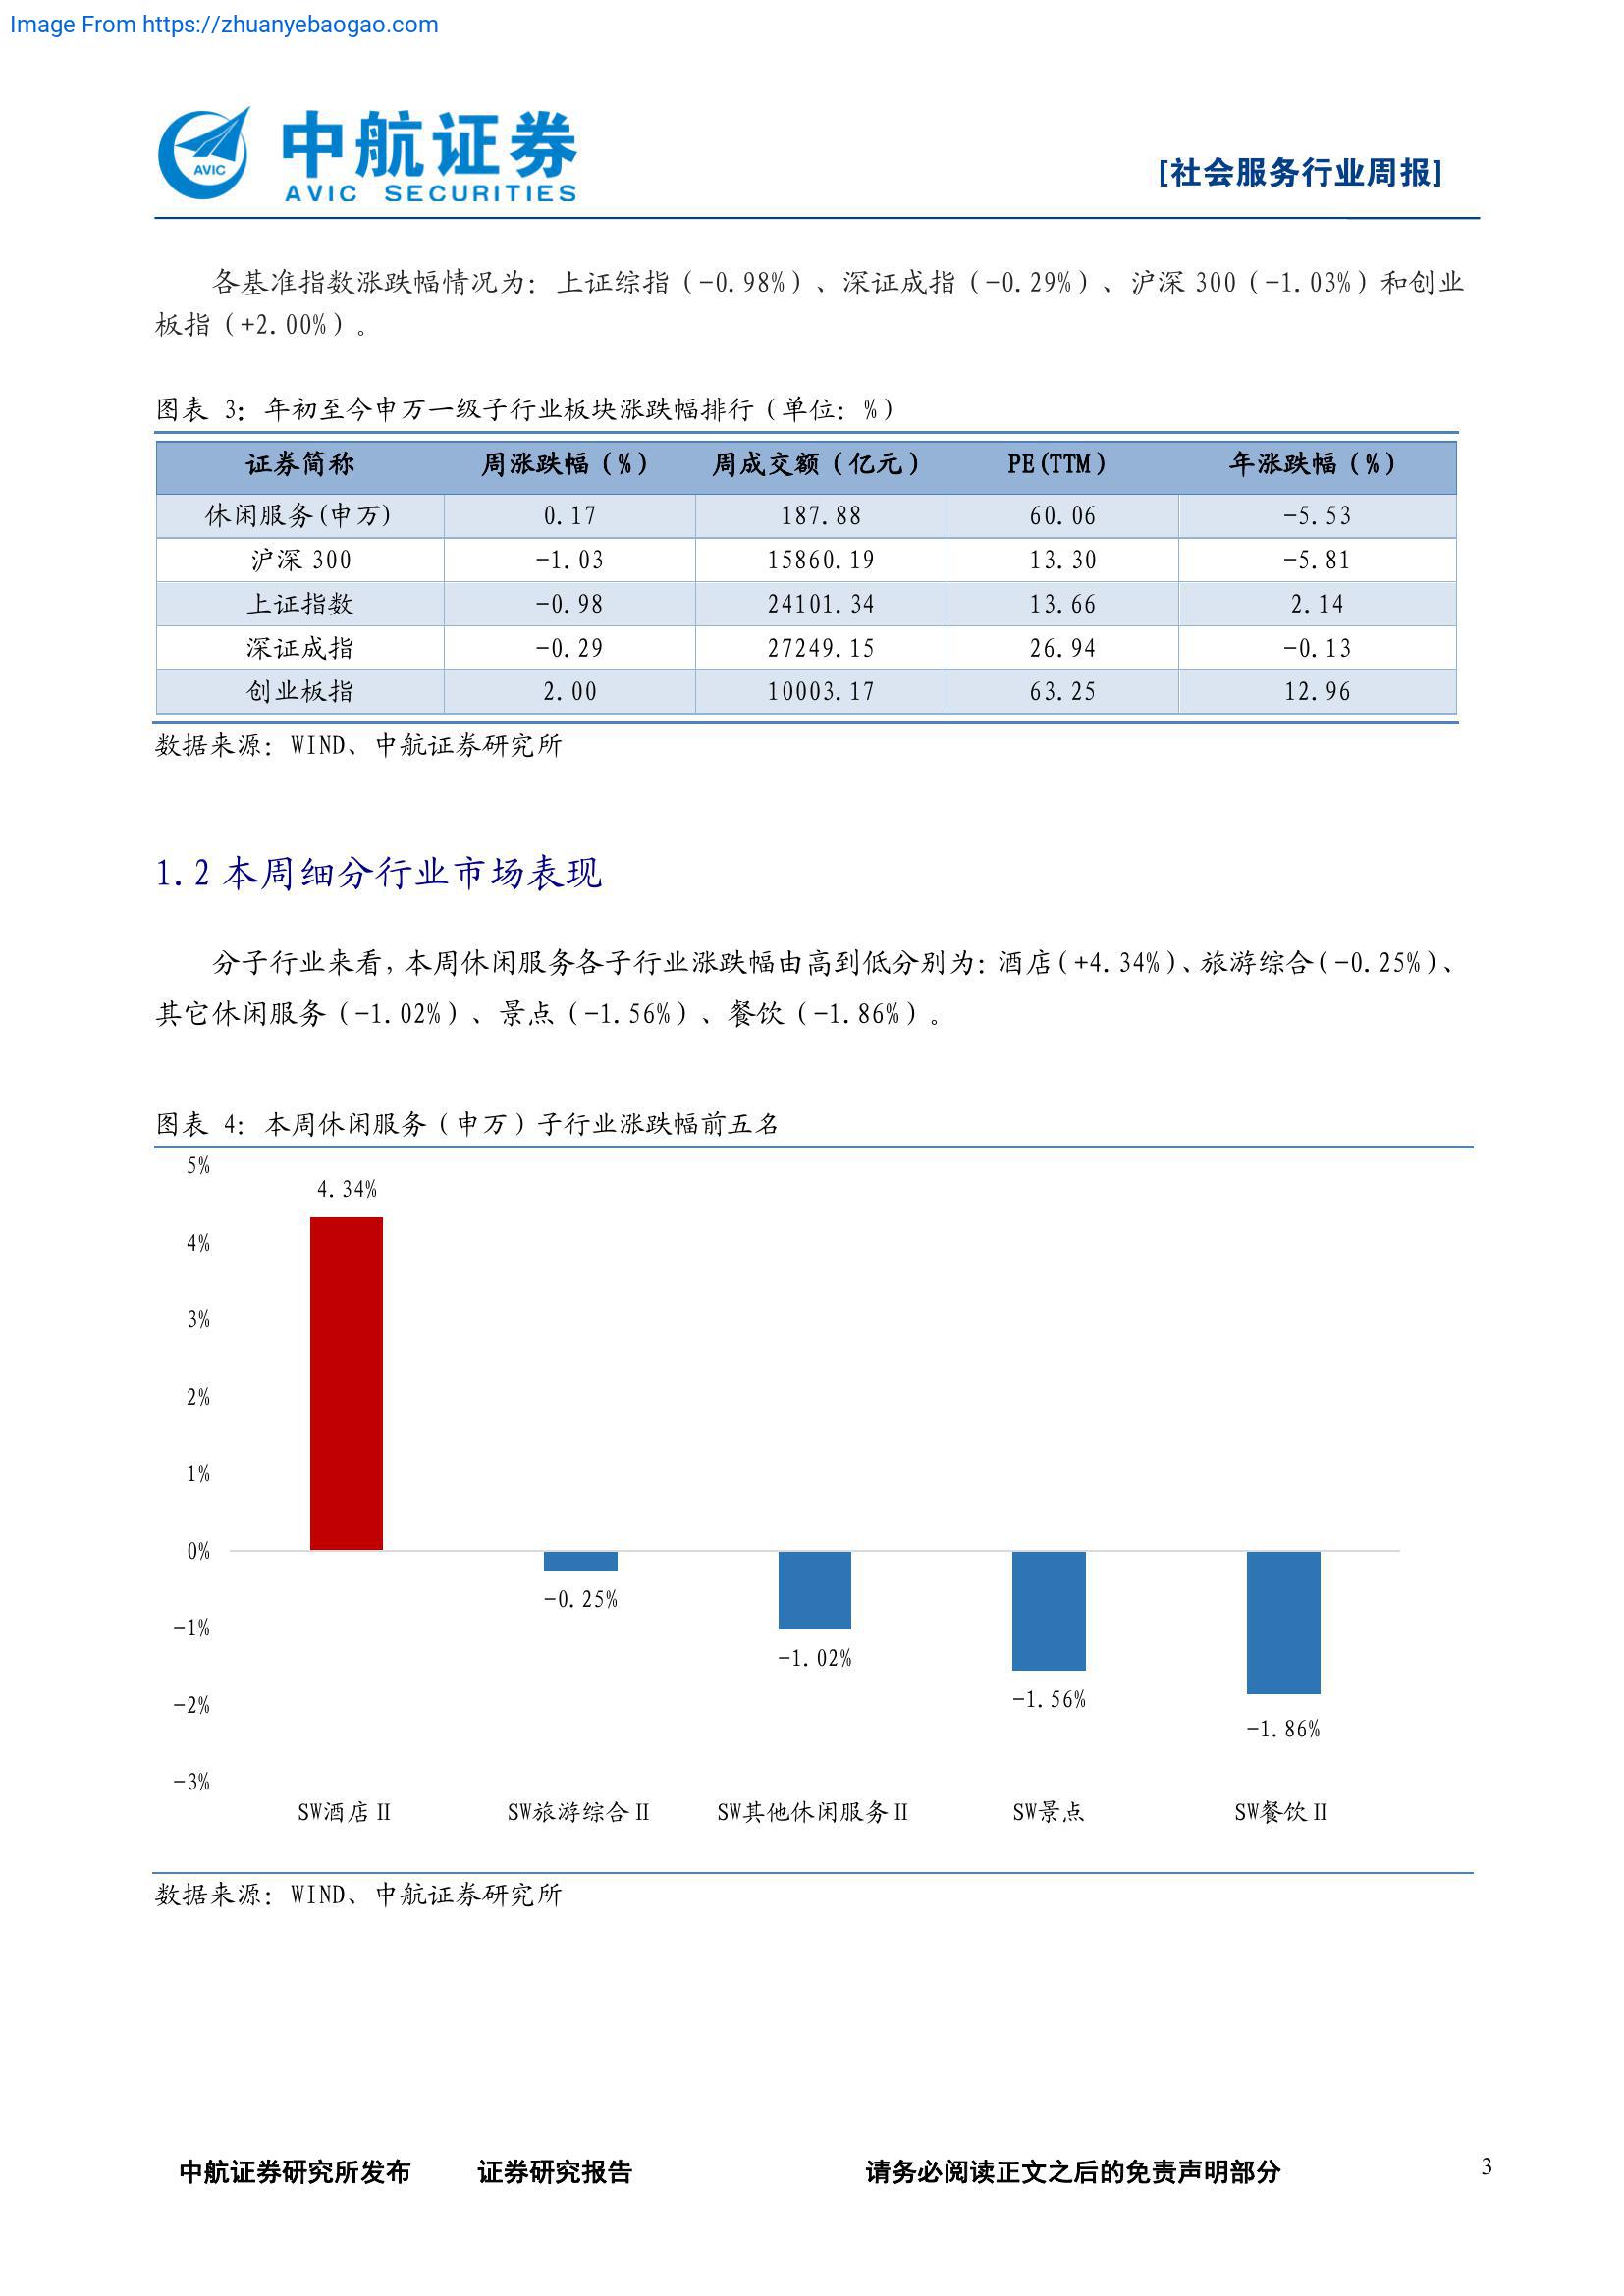 Image From https://zhuanyebaogao.com
AVIC
中航证券
AVIC SECURITIES
[社会服务行业周报]
各基准指数涨跌幅情况为：上证综指（-0.98%）、深证成指（-0.29%）、沪深 300（-1.03%）和创业
板指（+2.00%）。
图表 3：年初至今申万一级子行业板块涨跌幅排行（单位：%）
证券简称 周涨跌幅（%） 周成交额（亿元） PE(TTM） 年涨跌幅（%）
休闲服务(申万) 0.17 187.88 60.06 -5.53
沪深 300 -1.03 15860.19 13.30 -5.81
上证指数 -0.98 24101.34 13.66 2.14
深证成指 -0.29 27249.15 26.94 -0.13
创业板指 2.00 10003.17 63.25 12.96
数据来源：WIND、中航证券研究所
1.2 本周细分行业市场表现
分子行业来看，本周休闲服务各子行业涨跌幅由高到低分别为：酒店(+4.34%)、旅游综合(-0.25%)、
其它休闲服务（-1.02%）、景点（-1.56%）、餐饮（-1.86%）。
图表 4：本周休闲服务（申万）子行业涨跌幅前五名
5%
4.34%
4%
3%
2%
1%
0%
-0.25%
-1%
-1.02%
-1.56%
-2%
-1.86%
-3%
SW酒店Ⅱ SW旅游综合Ⅱ SW其他休闲服务Ⅱ SW景点 SW餐饮Ⅱ
数据来源：WIND、中航证券研究所
中航证券研究所发布 证券研究报告 请务必阅读正文之后的免责声明部分 3